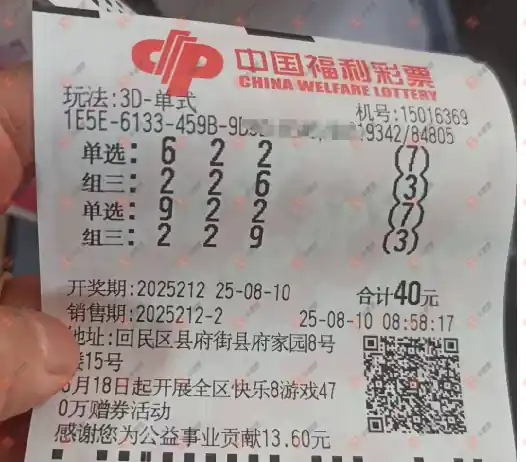 中国福利彩票
CHINA WELFARE LOTTERY
玩法:3D-单式
机号:15016369
1E5E-6133-459B-9D 19342/84805
单选: 6 2 2 (7)
组三: 2 2 6 (3)
单选: 9 2 2 (7)
组三: 2 2 9 (3)
开奖期:2025212 25-08-10 合计40元
销售期:2025212-2 25-08-10 08:58:17
地址:回民区县府街县府家园8号
楼15号
月18日起开展全区快乐8游戏47
0万赠券活动
感谢您为公益事业贡献13.60元